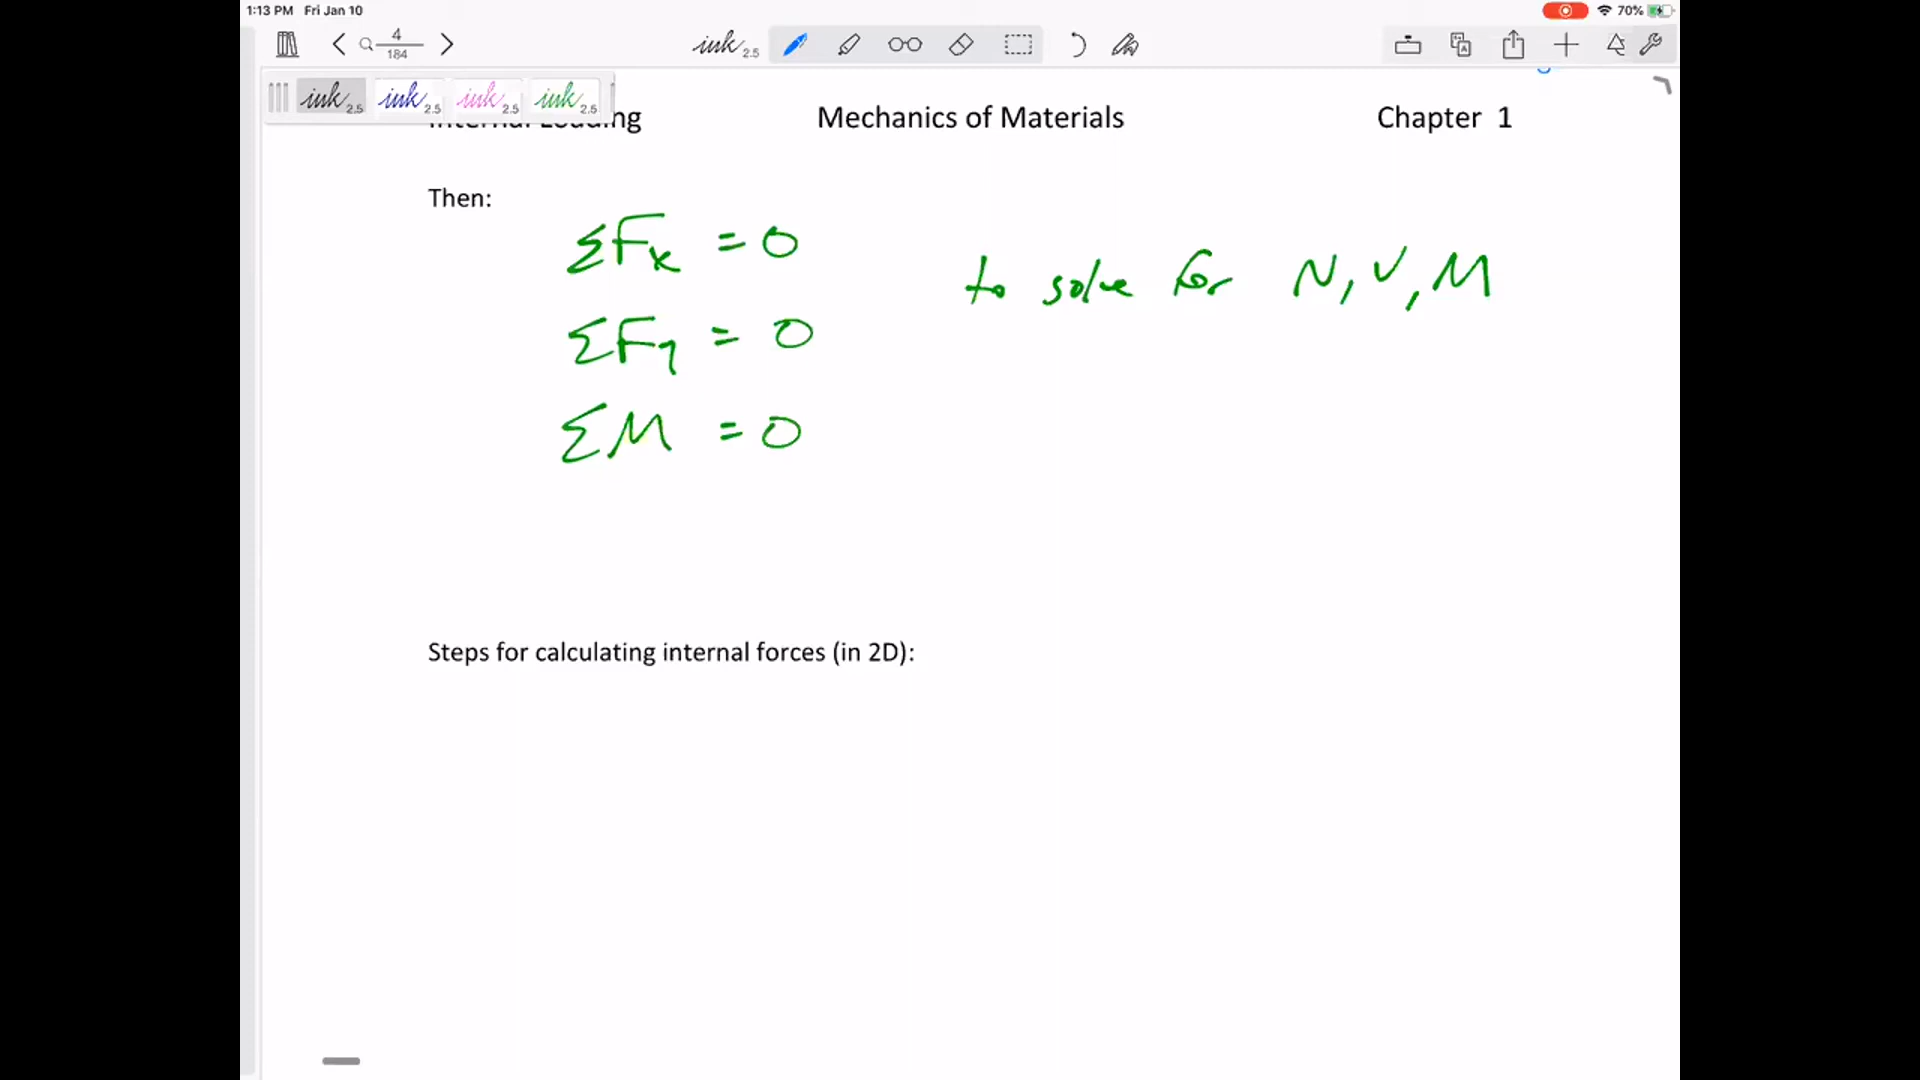 1:13 PM Fri Jan 10
70%
4
184
ink 2.5
ink 2.5 ink 2.5 ink 2.5 ink 2.5
Internal Loading Mechanics of Materials Chapter 1
Then:
ΣFx = 0
to solve for N, V, M
ΣFy = 0
ΣM = 0
Steps for calculating internal forces (in 2D):